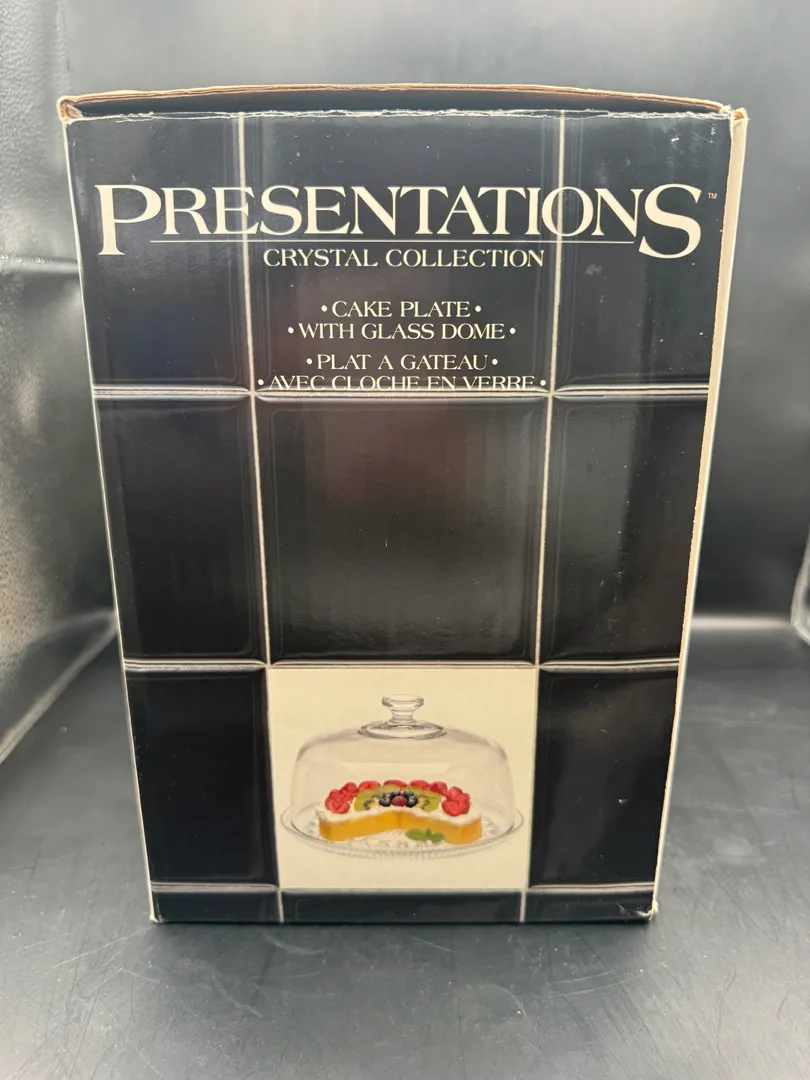 PRESENTATIONS™
CRYSTAL COLLECTION
• CAKE PLATE •
• WITH GLASS DOME •
• PLAT A GATEAU •
• AVEC CLOCHE EN VERRE •